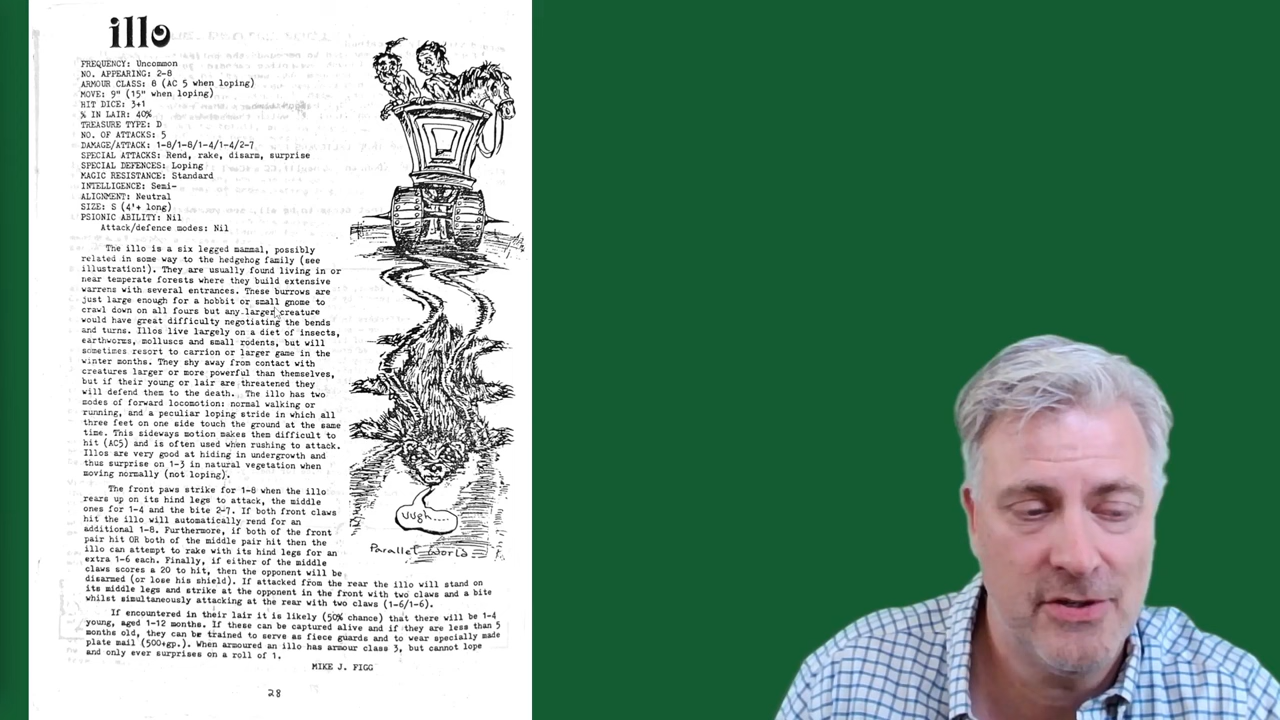 illo
FREQUENCY: Uncommon
NO. APPEARING: 2-8
ARMOUR CLASS: 8 (AC 5 when loping)
MOVE: 9" (15" when loping)
HIT DICE: 3+1
% IN LAIR: 40%
TREASURE TYPE: D
NO. OF ATTACKS: 5
DAMAGE/ATTACK: 1-8/1-8/1-4/1-4/2-7
SPECIAL ATTACKS: Rend, rake, disarm, surprise
SPECIAL DEFENCES: Loping
MAGIC RESISTANCE: Standard
INTELLIGENCE: Semi-
ALIGNMENT: Neutral
SIZE: S (4'+ long)
PSIONIC ABILITY: Nil
Attack/defence modes: Nil
The illo is a six legged mammal, possibly
related in some way to the hedgehog family (see
illustration!). They are usually found living in or
near temperate forests where they build extensive
warrens with several entrances. These burrows are
just large enough for a hobbit or small gnome to
crawl down on all fours but any larger creature
would have great difficulty negotiating the bends
and turns. Illos live largely on a diet of insects,
earthworms, molluscs and small rodents, but will
sometimes resort to carrion or larger game in the
winter months. They shy away from contact with
creatures larger or more powerful than themselves,
but if their young or lair are threatened they
will defend them to the death. The illo has two
modes of forward locomotion: normal walking or
running, and a peculiar loping stride in which all
three feet on one side touch the ground at the same
time. This sideways motion makes them difficult to
hit (AC5) and is often used when rushing to attack.
Illos are very good at hiding in undergrowth and
thus surprise on 1-3 in natural vegetation when
moving normally (not loping).
The front paws strike for 1-8 when the illo
rears up on its hind legs to attack, the middle
ones for 1-4 and the bite 2-7. If both front claws
hit the illo will automatically rend for an
additional 1-8. Furthermore, if both of the front
pair hit OR both of the middle pair hit then the
illo can attempt to rake with its hind legs for an
extra 1-6 each. Finally, if either of the middle
claws scores a 20 to hit, then the opponent will be
disarmed (or lose his shield). If attacked from the rear the illo will stand on
its middle legs and strike at the opponent in the front with two claws and a bite
whilst simultaneously attacking at the rear with two claws (1-6/1-6).
If encountered in their lair it is likely (50% chance) that there will be 1-4
young, aged 1-12 months. If these can be captured alive and if they are less than 5
months old, they can be trained to serve as fiece guards and to wear specially made
plate mail (500+gp.). When armoured an illo has armour class 3, but cannot lope
and only ever surprises on a roll of 1.
MIKE J. FIGG
28
UUgh....
Parallel World